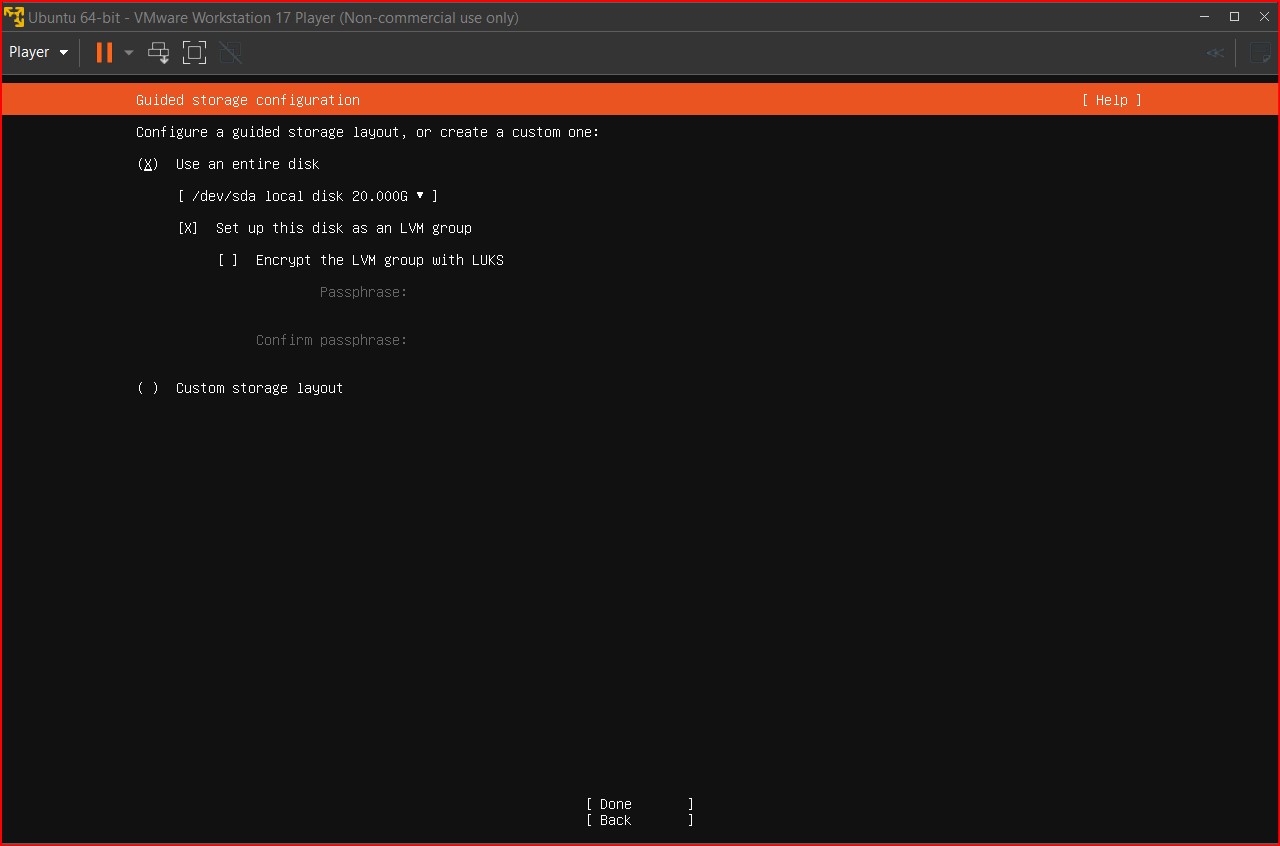 Ubuntu 64-bit - VMware Workstation 17 Player (Non-commercial use only)
Player
Guided storage configuration [ Help ]
Configure a guided storage layout, or create a custom one:
(X) Use an entire disk
[ /dev/sda local disk 20.000G ▾ ]
[X] Set up this disk as an LVM group
[ ] Encrypt the LVM group with LUKS
Passphrase:
Confirm passphrase:
( ) Custom storage layout
[ Done ]
[ Back ]